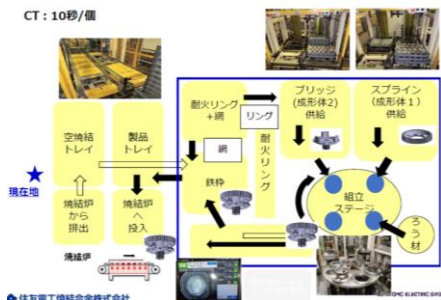 CT：10秒/個
耐火リング
＋網
ブリッジ
(成形体2)
供給
スプライン
(成形体１)
供給
リング
空焼結
トレイ
製品
トレイ
網
耐火リング
鉄枠
組立
ステージ
現在地
焼結炉
から
排出
焼結炉
へ
投入
ろう材
焼結炉
住友電工焼結合金株式会社